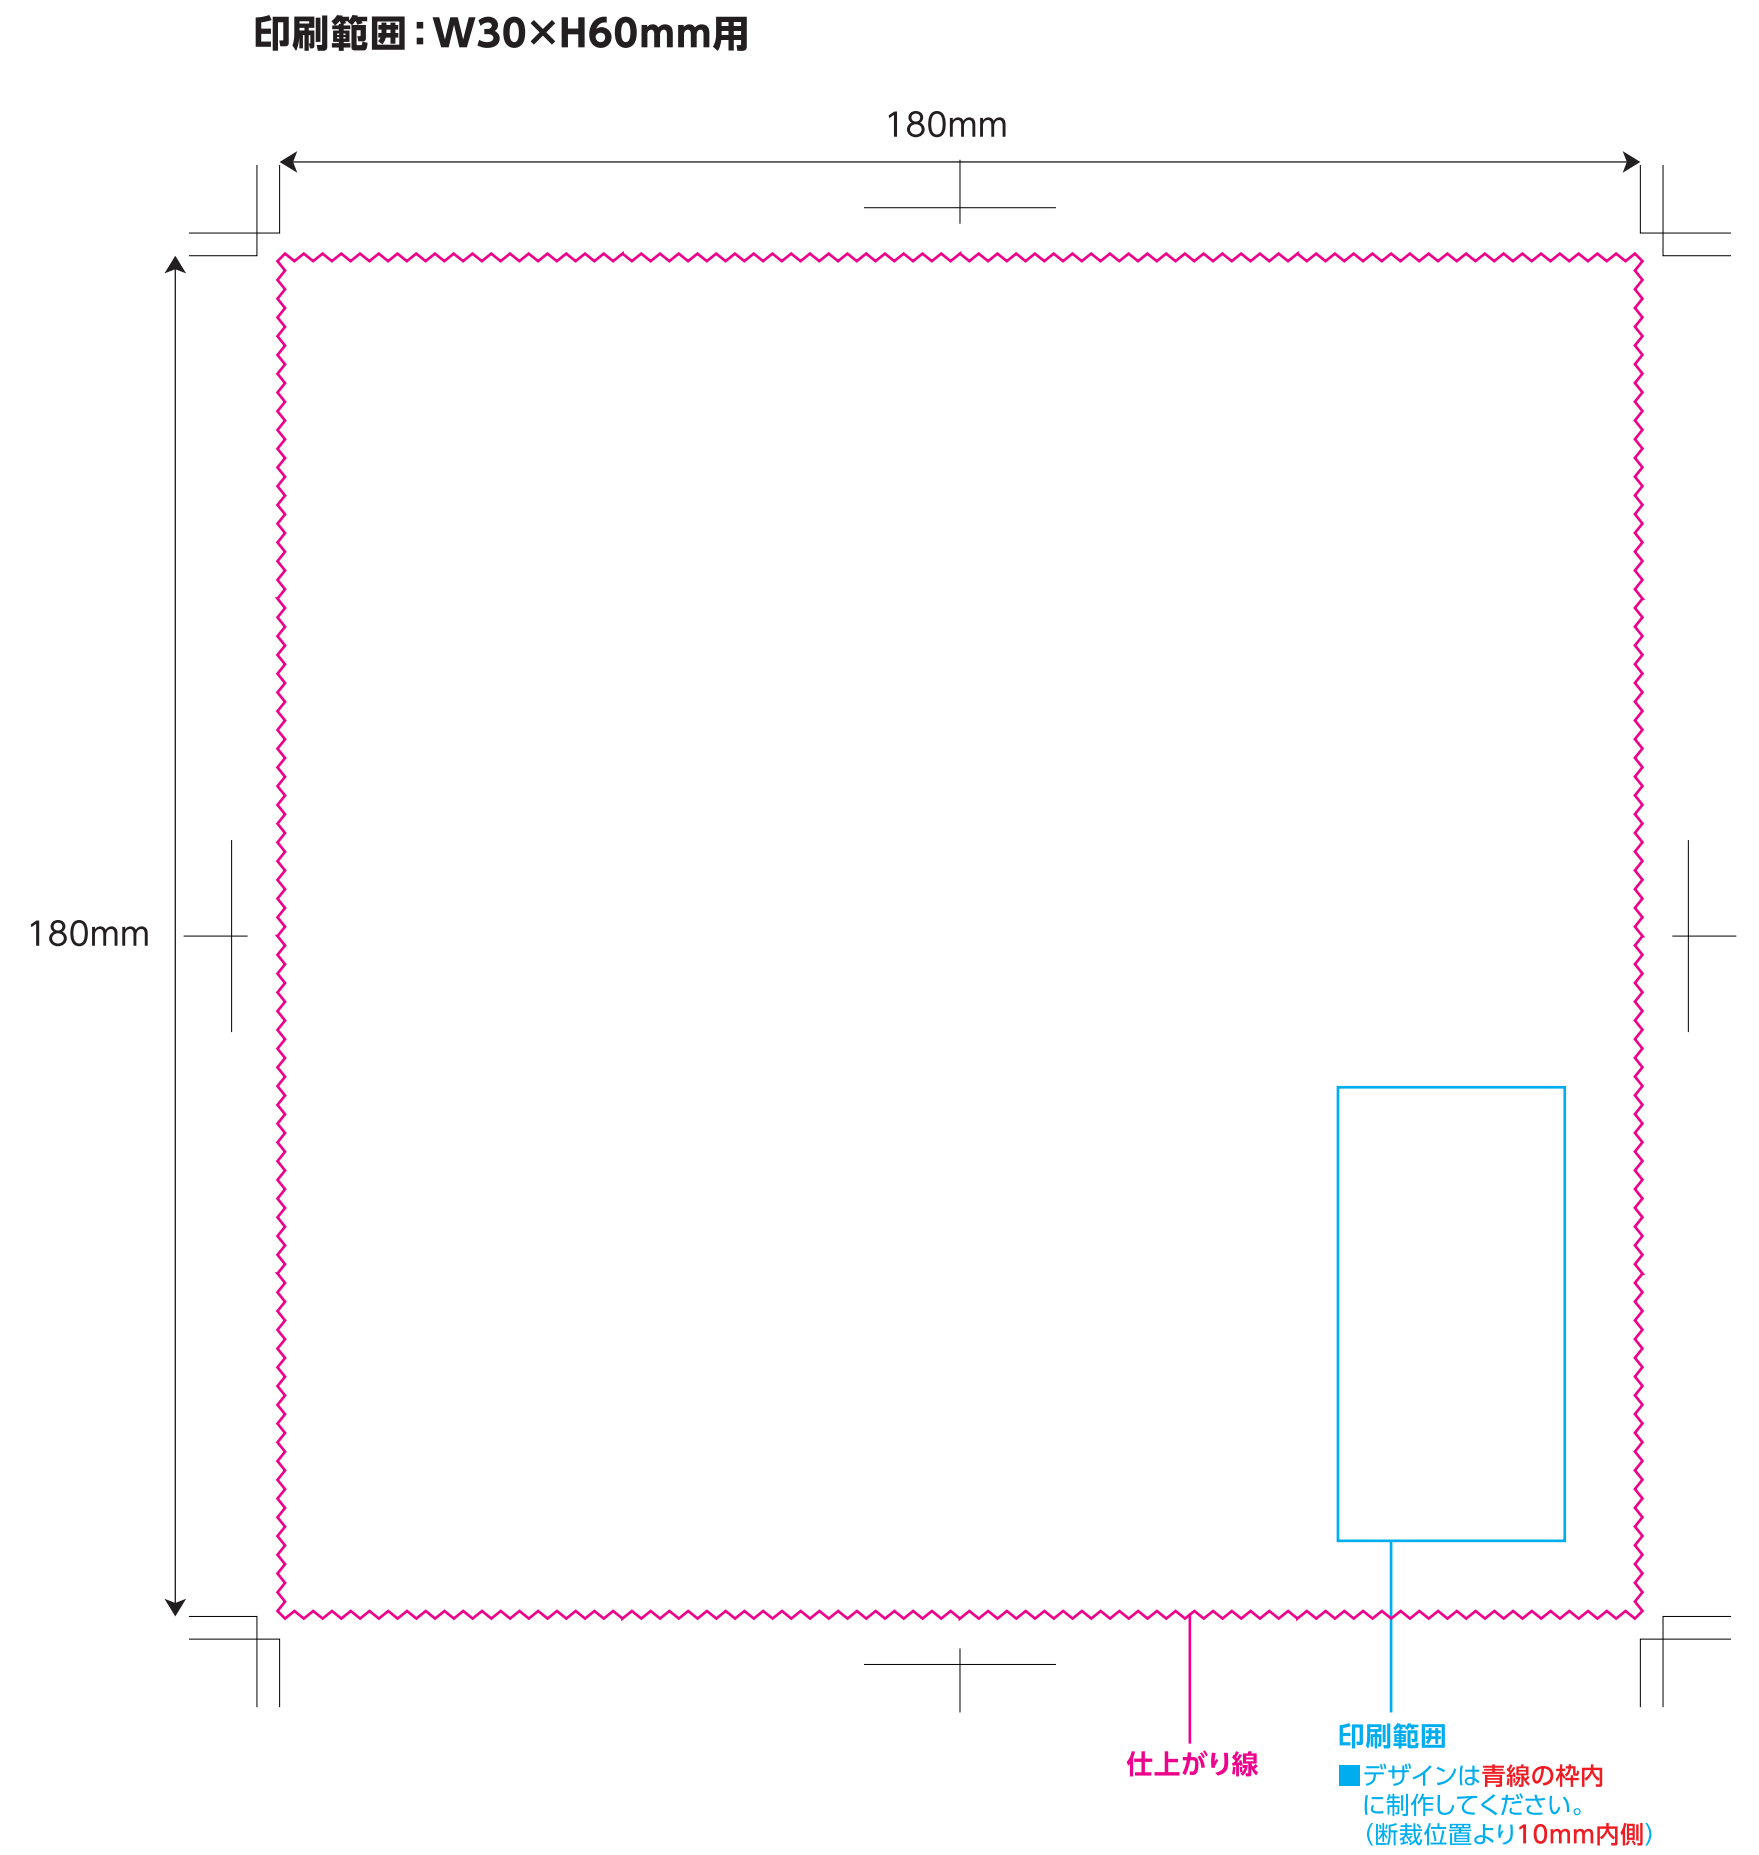 印刷範囲：W30×H60mm用
180mm
180mm
仕上がり線
印刷範囲
■デザインは青線の枠内
に制作してください。
（断裁位置より10mm内側）